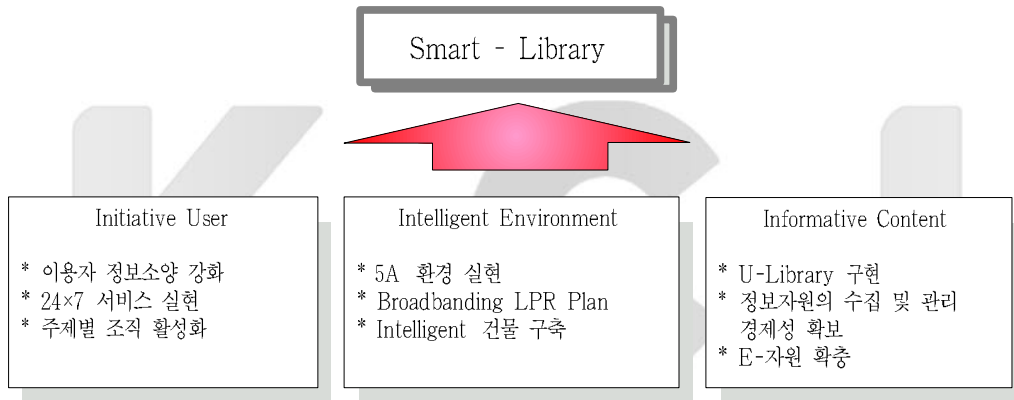 Smart - Library
Initiative User
* 이용자 정보소양 강화
* 24×7 서비스 실현
* 주제별 조직 활성화
Intelligent Environment
* 5A 환경 실현
* Broadbanding LPR Plan
* Intelligent 건물 구축
Informative Content
* U-Library 구현
* 정보자원의 수집 및 관리
경제성 확보
* E-자원 확충